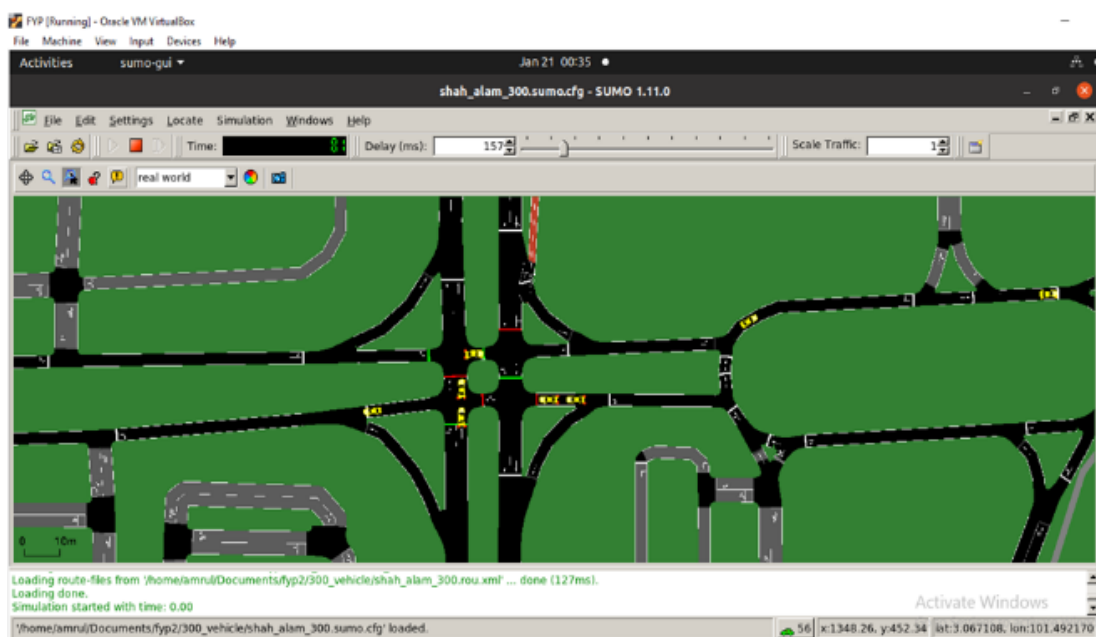 FYP [Running] - Oracle VM VirtualBox
File Machine View Input Devices Help
Activities sumo-gui Jan 21 00:35
shah_alam_300.sumo.cfg - SUMO 1.11.0
File Edit Settings Locate Simulation Windows Help
Time: 81 Delay (ms): 157 Scale Traffic: 1
real world
0 10m
Loading route-files from '/home/amrul/Documents/fyp2/300_vehicle/shah_alam_300.rou.xml' ... done (127ms).
Loading done.
Simulation started with time: 0.00
Activate Windows
'/home/amrul/Documents/fyp2/300_vehicle/shah_alam_300.sumo.cfg' loaded. 56 x:1348.26, y:452.34 lat:3.067108, lon:101.492170